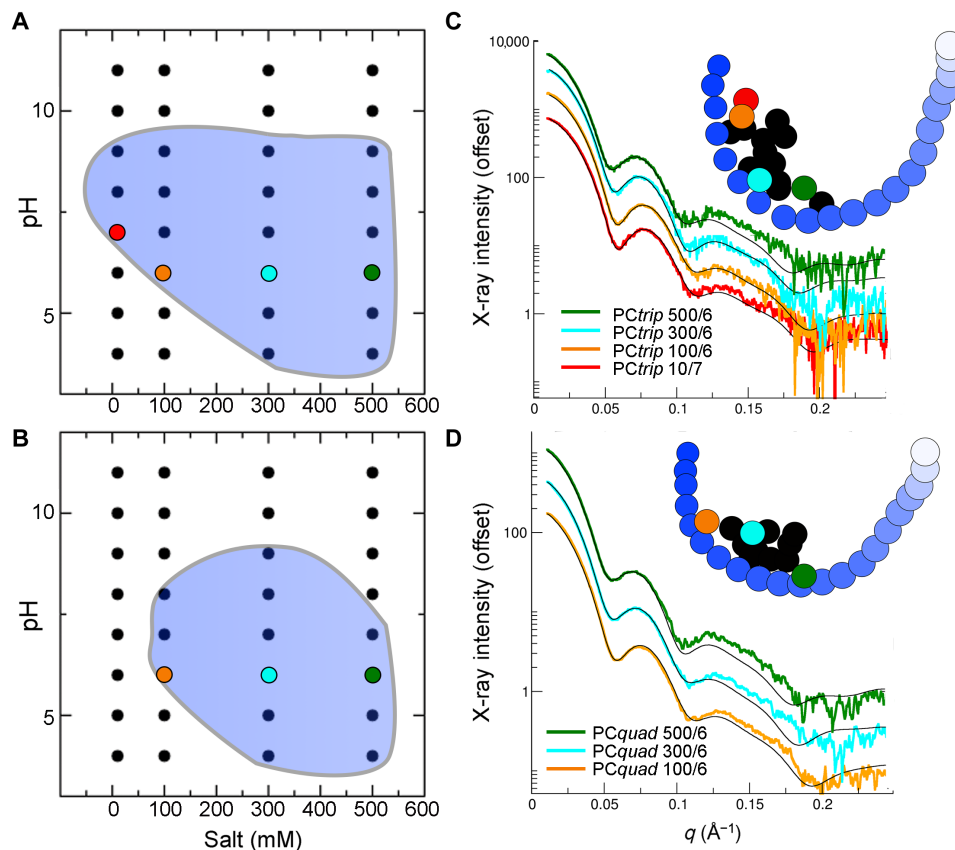 A
pH
10
5
0
100
200
300
400
500
600
B
pH
10
5
0
100
200
300
400
500
600
Salt (mM)
C
X-ray intensity (offset)
10,000
100
1
PCtrip 500/6
PCtrip 300/6
PCtrip 100/6
PCtrip 10/7
0
0.05
0.1
0.15
0.2
D
X-ray intensity (offset)
100
1
PCquad 500/6
PCquad 300/6
PCquad 100/6
0
0.05
0.1
0.15
0.2
q (Å⁻¹)